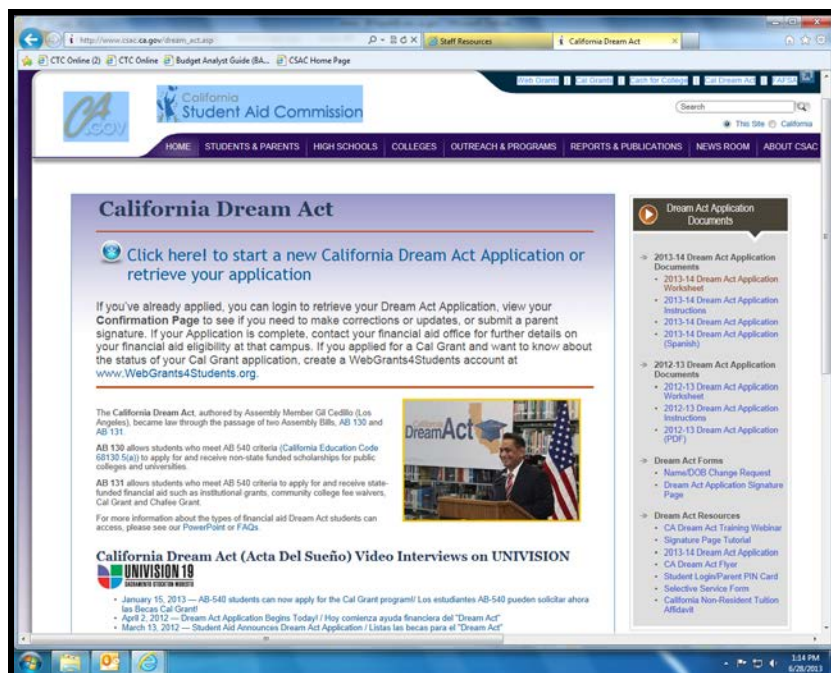 http://www.csac.ca.gov/dream_act.asp
Staff Resources
California Dream Act
CTC Online (2) CTC Online Budget Analyst Guide (BA... CSAC Home Page
Web Grants | Cal Grants | Cash for College | Cal Dream Act | FAFSA
CA.GOV
California
Student Aid Commission
Search
This Site California
HOME STUDENTS & PARENTS HIGH SCHOOLS COLLEGES OUTREACH & PROGRAMS REPORTS & PUBLICATIONS NEWS ROOM ABOUT CSAC
California Dream Act
Click here! to start a new California Dream Act Application or
retrieve your application
If you've already applied, you can login to retrieve your Dream Act Application, view your
Confirmation Page to see if you need to make corrections or updates, or submit a parent
signature. If your Application is complete, contact your financial aid office for further details on
your financial aid eligibility at that campus. If you applied for a Cal Grant and want to know about
the status of your Cal Grant application, create a WebGrants4Students account at
www.WebGrants4Students.org.
The California Dream Act, authored by Assembly Member Gil Cedillo (Los
Angeles), became law through the passage of two Assembly Bills, AB 130 and
AB 131.
AB 130 allows students who meet AB 540 criteria (California Education Code
68130.5(a)) to apply for and receive non-state funded scholarships for public
colleges and universities.
AB 131 allows students who meet AB 540 criteria to apply for and receive state-
funded financial aid such as institutional grants, community college fee waivers,
Cal Grant and Chafee Grant.
For more information about the types of financial aid Dream Act students can
access, please see our PowerPoint or FAQs.
California
DreamAct
California Dream Act (Acta Del Sueño) Video Interviews on UNIVISION
UNIVISION 19
SACRAMENTO STOCKTON MODESTO
January 15, 2013 — AB-540 students can now apply for the Cal Grant program!/ Los estudiantes AB-540 pueden solicitar ahora
las Becas Cal Grant!
April 2, 2012 — Dream Act Application Begins Today! / Hoy comienza ayuda financiera del "Dream Act"
March 13, 2012 — Student Aid Announces Dream Act Application / Listas las becas para el "Dream Act"
Dream Act Application
Documents
2013-14 Dream Act Application
Documents
2013-14 Dream Act Application
Worksheet
2013-14 Dream Act Application
Instructions
2013-14 Dream Act Application
2013-14 Dream Act Application
(Spanish)
2012-13 Dream Act Application
Documents
2012-13 Dream Act Application
Worksheet
2012-13 Dream Act Application
Instructions
2012-13 Dream Act Application
(PDF)
Dream Act Forms
Name/DOB Change Request
Dream Act Application Signature
Page
Dream Act Resources
CA Dream Act Training Webinar
Signature Page Tutorial
2013-14 Dream Act Application
CA Dream Act Flyer
Student Login/Parent PIN Card
Selective Service Form
California Non-Resident Tuition
Affidavit
1:14 PM
6/28/2013